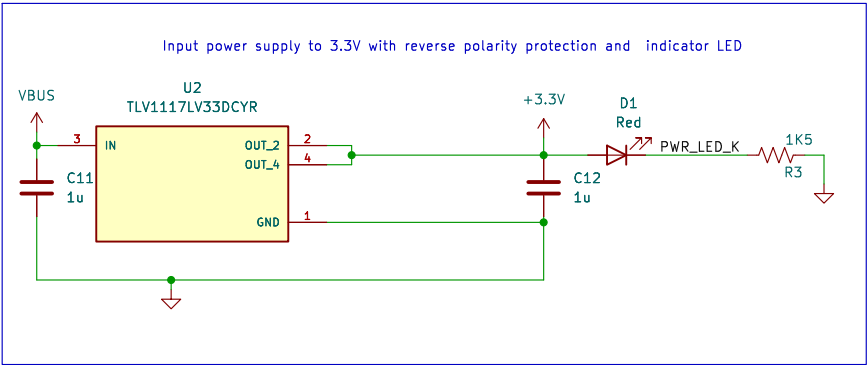 Input power supply to 3.3V with reverse polarity protection and  indicator LED
VBUS
U2
TLV1117LV33DCYR
+3.3V
D1
Red
3
IN
OUT_2
2
OUT_4
4
PWR_LED_K
1K5
R3
C11
1u
C12
1u
GND
1